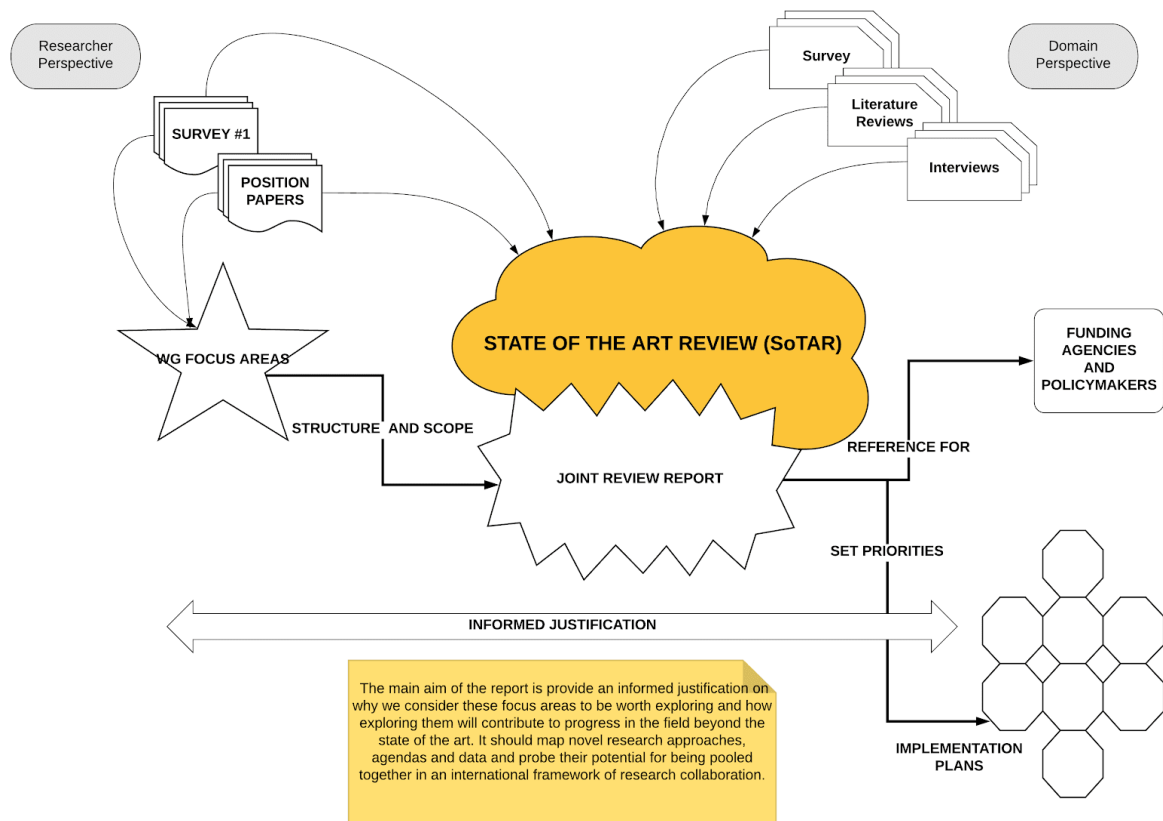 Researcher
Perspective
Domain
Perspective
Survey
Literature
Reviews
Interviews
SURVEY #1
POSITION
PAPERS
WG FOCUS AREAS
STATE OF THE ART REVIEW (SoTAR)
FUNDING
AGENCIES
AND
POLICYMAKERS
STRUCTURE AND SCOPE
REFERENCE FOR
JOINT REVIEW REPORT
SET PRIORITIES
INFORMED JUSTIFICATION
The main aim of the report is provide an informed justification on
why we consider these focus areas to be worth exploring and how
exploring them will contribute to progress in the field beyond the
state of the art. It should map novel research approaches,
agendas and data and probe their potential for being pooled
together in an international framework of research collaboration.
IMPLEMENTATION
PLANS